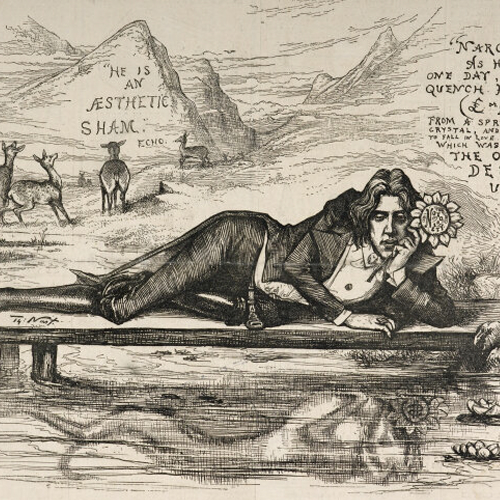 "HE IS
AN
ÆSTHETIC
SHAM."
ECHO.
"NARC
AS H
ONE DAY
QUENCH. H
FROM A SPR
CRYSTAL, AND
TO FALL IN LOVE
WHICH WAS
THE O
DE
U
Th. Nast